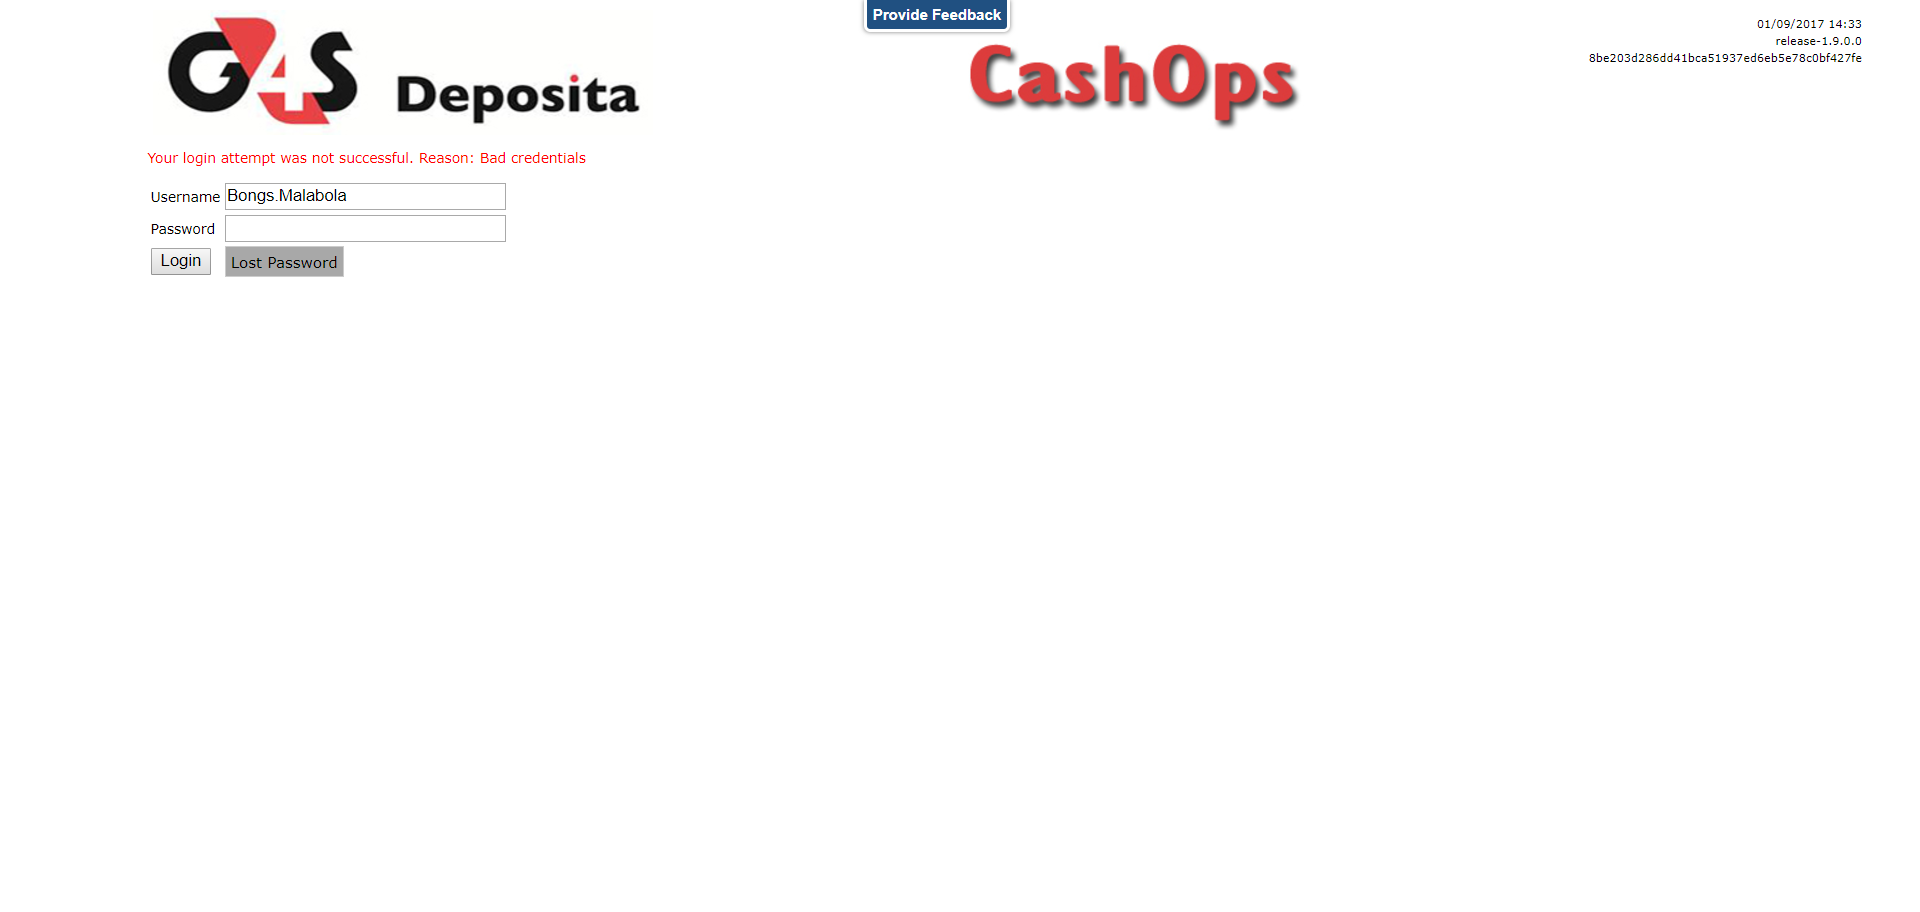 Provide Feedback
01/09/2017 14:33
release-1.9.0.0
8be203d286dd41bca51937ed6eb5e78c0bf427fe
G4S Deposita
CashOps
Your login attempt was not successful. Reason: Bad credentials
Username Bongs.Malabola
Password
Login Lost Password